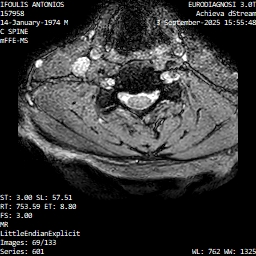 IFOULIS ANTONIOS
157958
14-January-1974 M
C SPINE
mFFE-MS
EURODIAGNOSI 3.0T
Achieva dStream
3-September-2025 15:55:48
ST: 3.00 SL: 57.51
RT: 753.59 ET: 8.80
FS: 3.00
MR
LittleEndianExplicit
Images: 69/133
Series: 601
WL: 762 WW: 1325